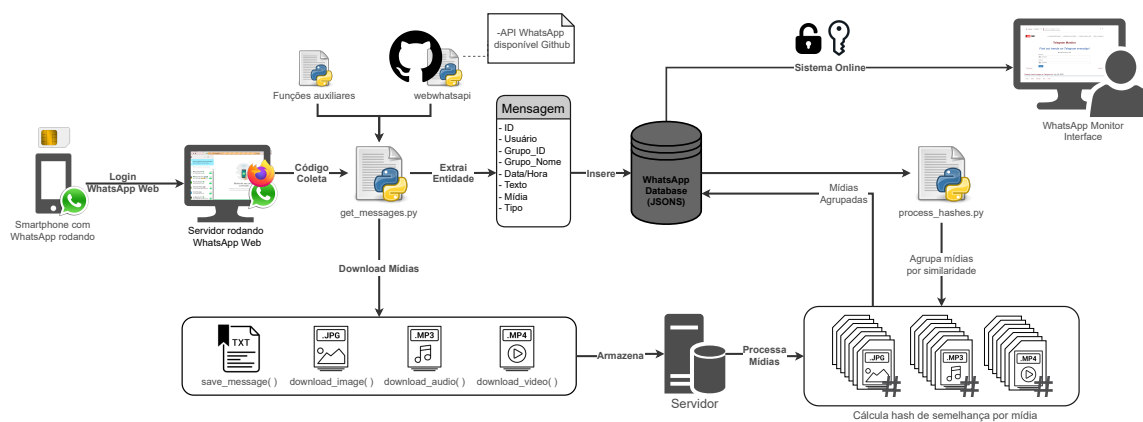 -API WhatsApp
disponível Github
Funções auxiliares
webwhatsapi
Sistema Online
Telegram Monitor
WhatsApp Monitor
Interface
Mensagem
- ID
- Usuário
- Grupo_ID
- Grupo_Nome
- Data/Hora
- Texto
- Mídia
- Tipo
Login
WhatsApp Web
Código
Coleta
Extrai
Entidade
Insere
WhatsApp
Database
(JSONS)
Mídias
Agrupadas
Smartphone com
WhatsApp rodando
Servidor rodando
WhatsApp Web
get_messages.py
process_hashes.py
Download Mídias
Agrupa mídias
por similaridade
TXT
.JPG
.MP3
.MP4
save_message( )
download_image( )
download_audio( )
download_video( )
Armazena
Servidor
Processa
Mídias
.JPG
#
.MP3
#
.MP4
#
Cálcula hash de semelhança por mídia